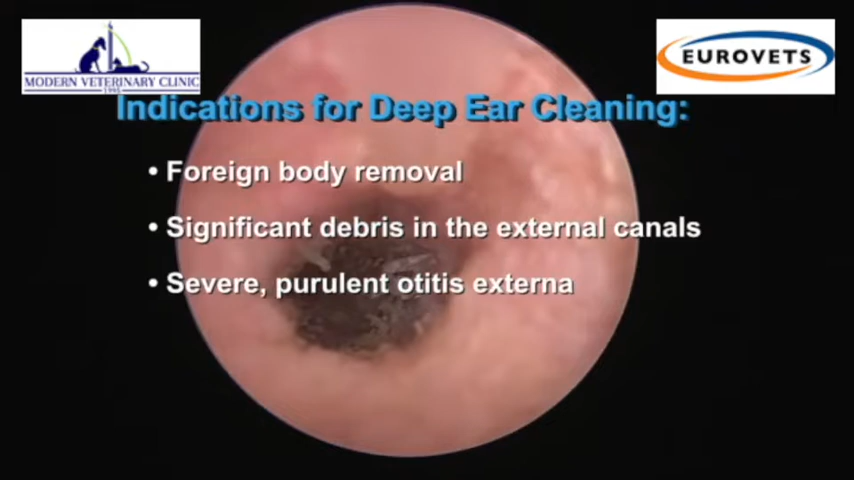 MODERN VETERINARY CLINIC
EUROVETS
Indications for Deep Ear Cleaning:
• Foreign body removal
• Significant debris in the external canals
• Severe, purulent otitis externa